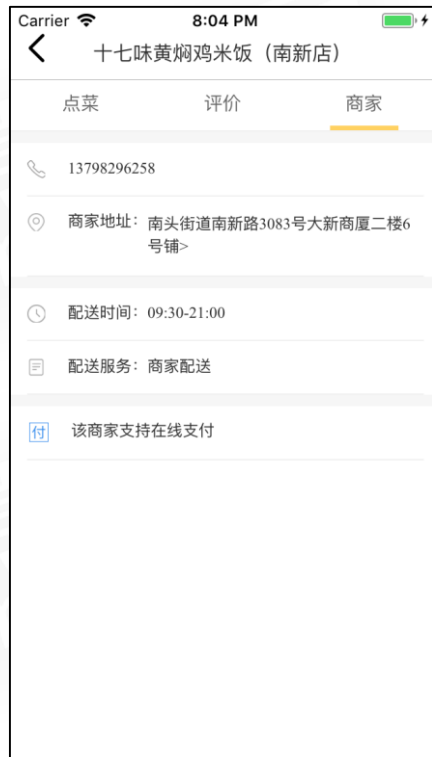 Carrier 8:04 PM
十七味黄焖鸡米饭（南新店）
点菜 评价 商家
13798296258
商家地址：南头街道南新路3083号大新商厦二楼6
号铺>
配送时间：09:30-21:00
配送服务：商家配送
付 该商家支持在线支付